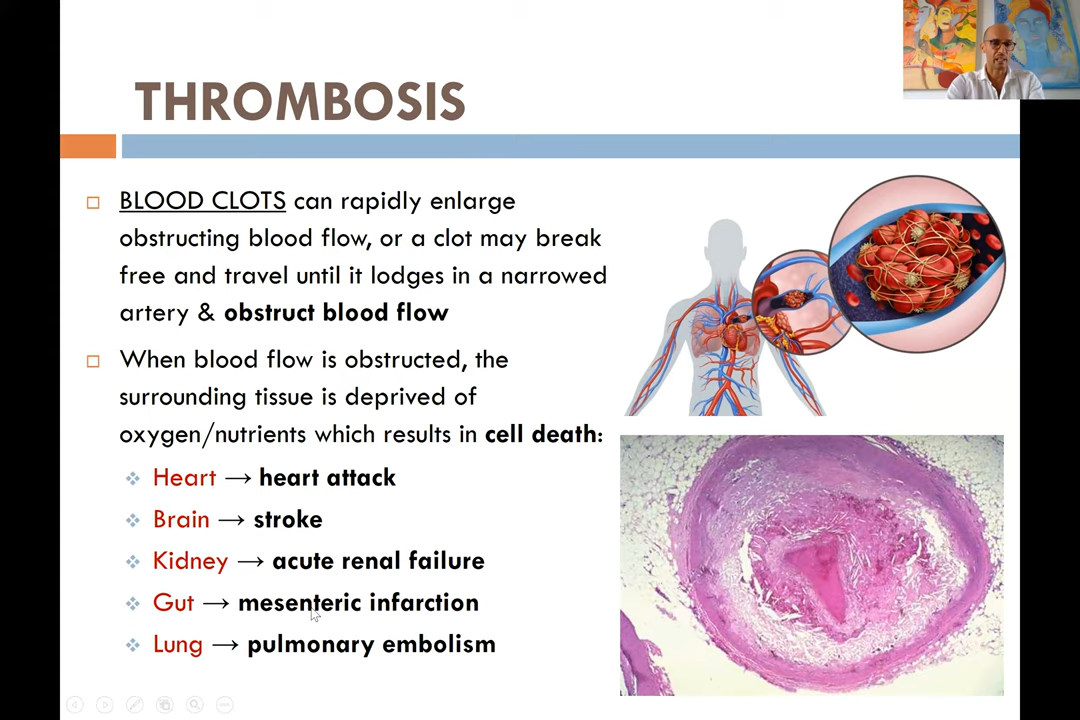 THROMBOSIS
BLOOD CLOTS can rapidly enlarge
obstructing blood flow, or a clot may break
free and travel until it lodges in a narrowed
artery & obstruct blood flow
When blood flow is obstructed, the
surrounding tissue is deprived of
oxygen/nutrients which results in cell death:
Heart → heart attack
Brain → stroke
Kidney → acute renal failure
Gut → mesenteric infarction
Lung → pulmonary embolism